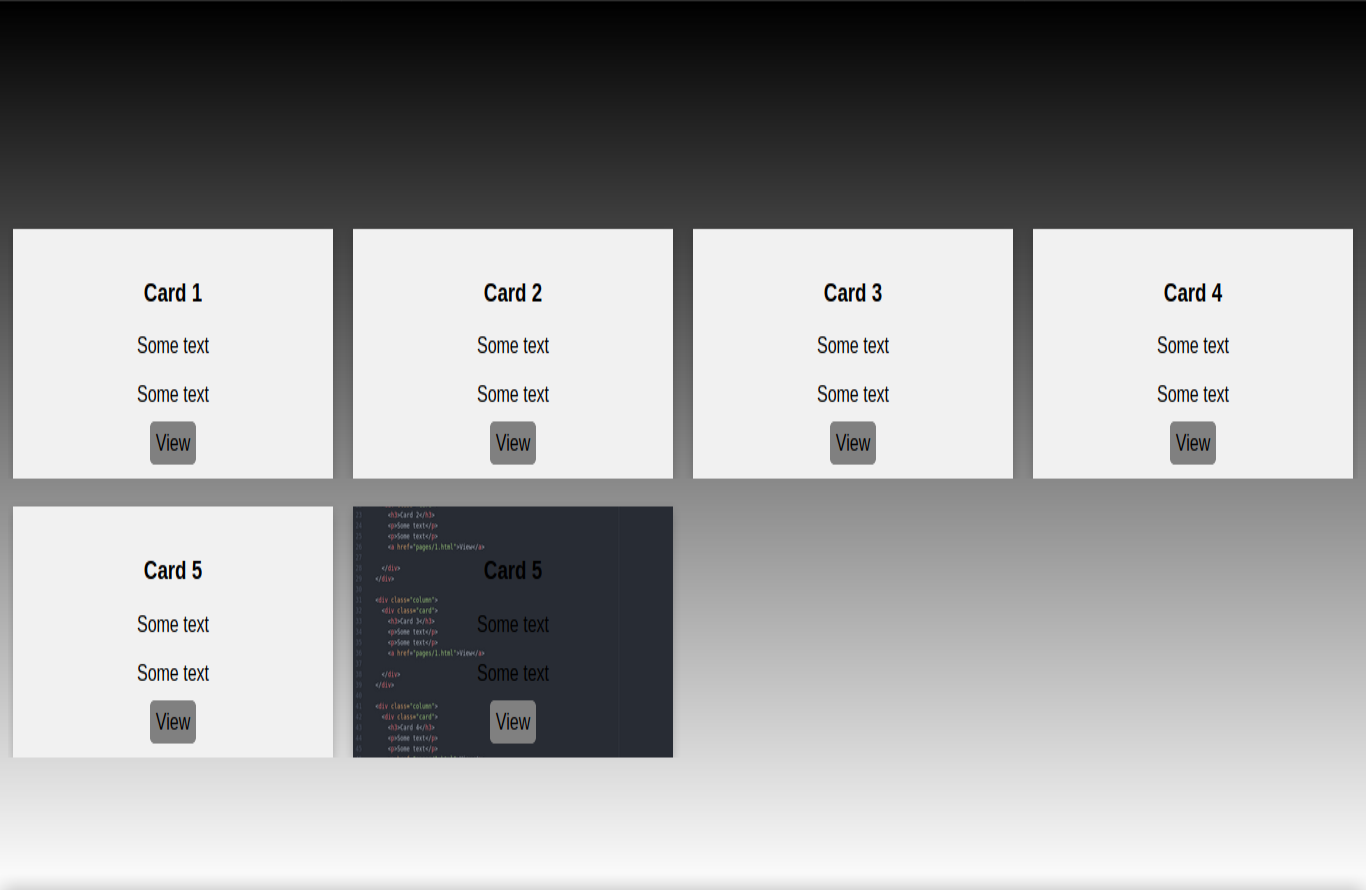 Card 1
Some text
Some text
View
Card 2
Some text
Some text
View
Card 3
Some text
Some text
View
Card 4
Some text
Some text
View
Card 5
Some text
Some text
View
<h3>Card 2</h3>
<p>Some text</p>
<p>Some text</p>
<a href="pages/1.html">View</a>
</div>
</div>
<div class="column">
<div class="card">
<h3>Card 3</h3>
<p>Some text</p>
<p>Some text</p>
<a href="pages/1.html">View</a>
</div>
</div>
<div class="column">
<div class="card">
<h3>Card 4</h3>
<p>Some text</p>
<p>Some text</p>
Card 5
Some text
Some text
View